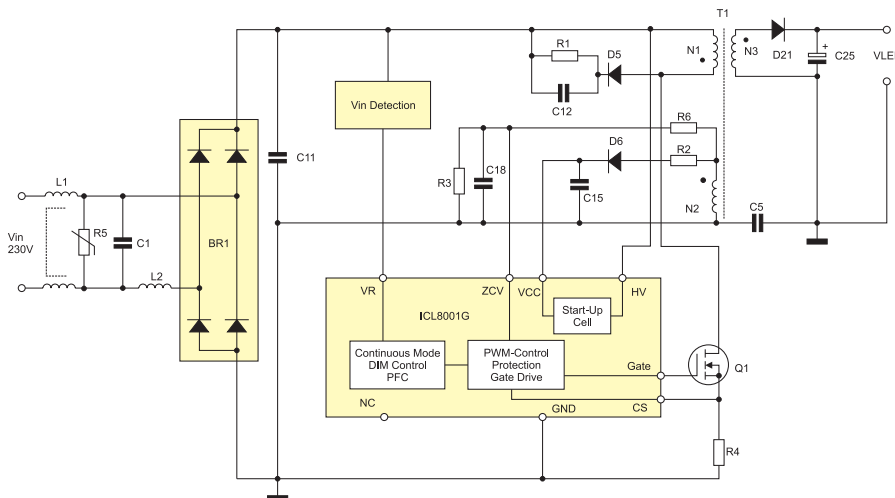 T1
R1
D5
N1
N3
D21
+
C25
VLED
C12
Vin Detection
R6
D6
R2
C11
R3
C18
C15
N2
C5
L1
Vin
230V
R5
C1
BR1
L2
VR
ZCV
VCC
HV
ICL8001G
Start-Up
Cell
Continuous Mode
DIM Control
PFC
PWM-Control
Protection
Gate Drive
Gate
Q1
NC
GND
CS
R4